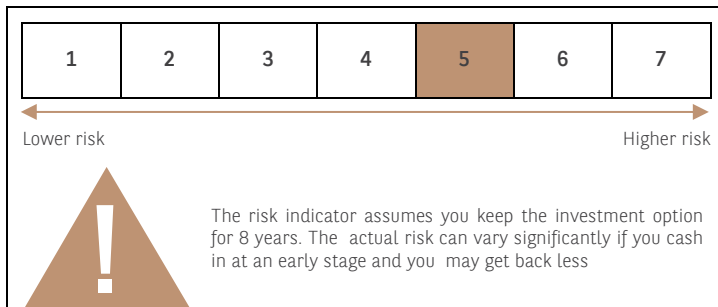 1 2 3 4 5 6 7
Lower risk Higher risk
!
The risk indicator assumes you keep the investment option
for 8 years. The actual risk can vary significantly if you cash
in at an early stage and you may get back less